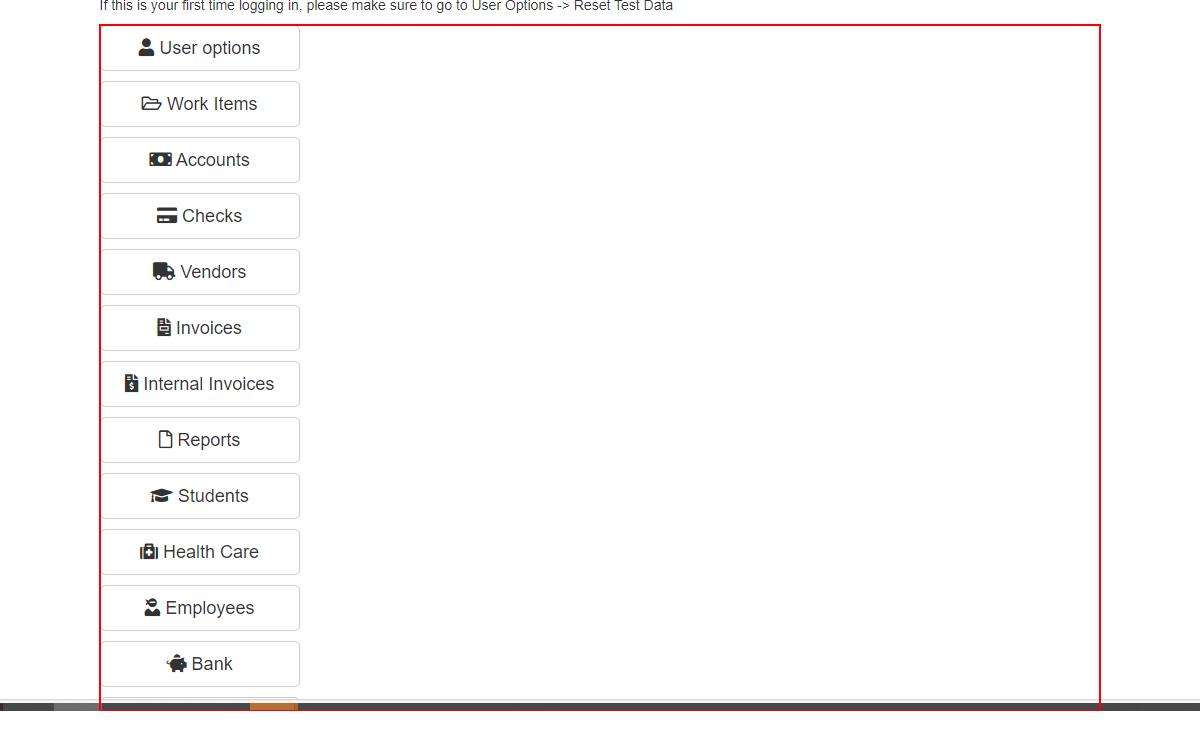 If this is your first time logging in, please make sure to go to User Options -> Reset Test Data
User options
Work Items
Accounts
Checks
Vendors
Invoices
Internal Invoices
Reports
Students
Health Care
Employees
Bank